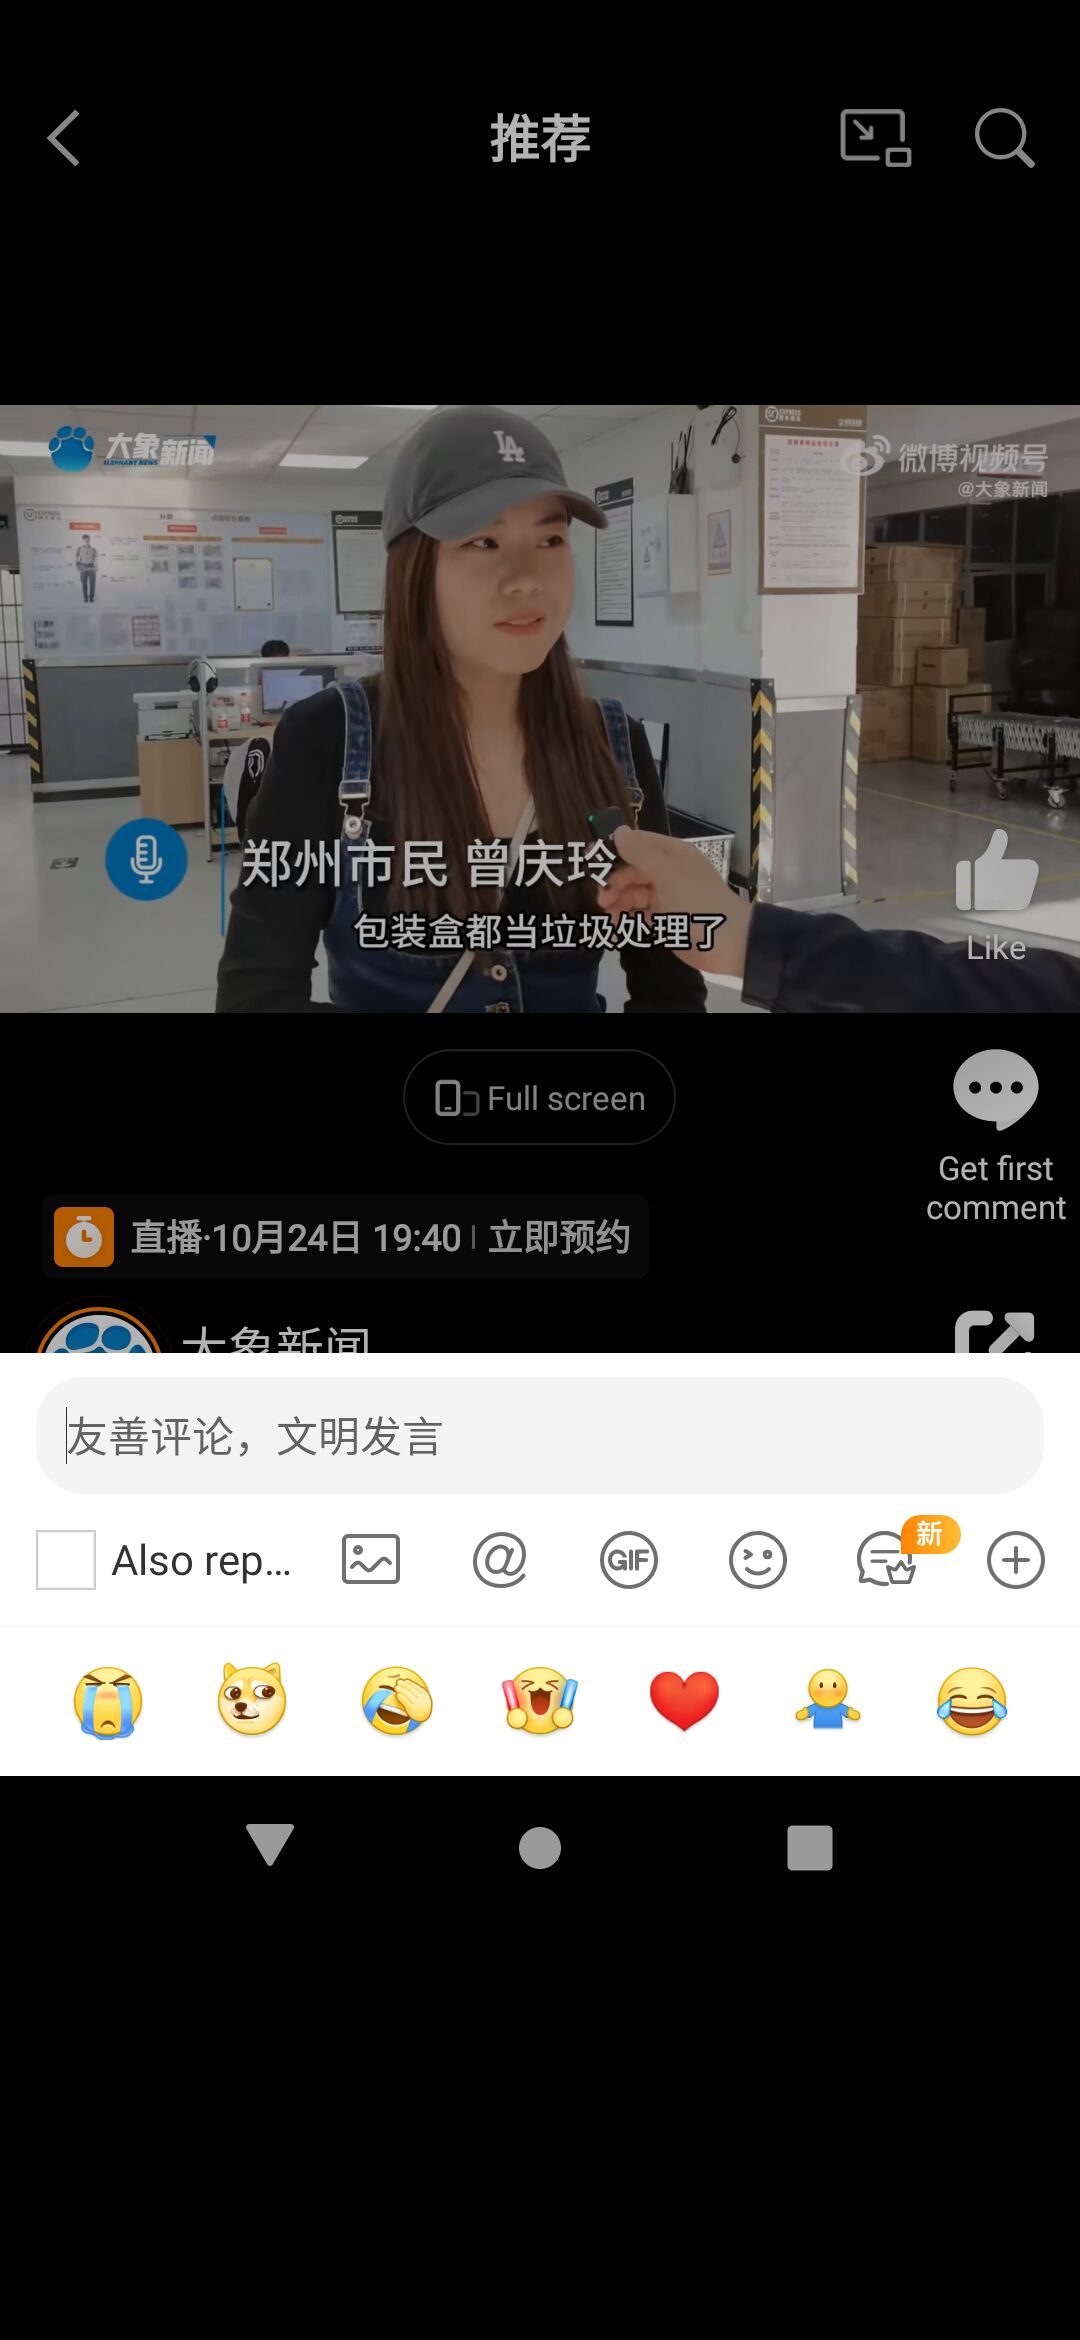 推荐
大象新闻
ELEPHANT NEWS
微博视频号
@大象新闻
LA
郑州市民 曾庆玲
包装盒都当垃圾处理了
Like
Full screen
Get first
comment
直播·10月24日 19:40 | 立即预约
大象新闻
友善评论，文明发言
Also rep...
GIF
新